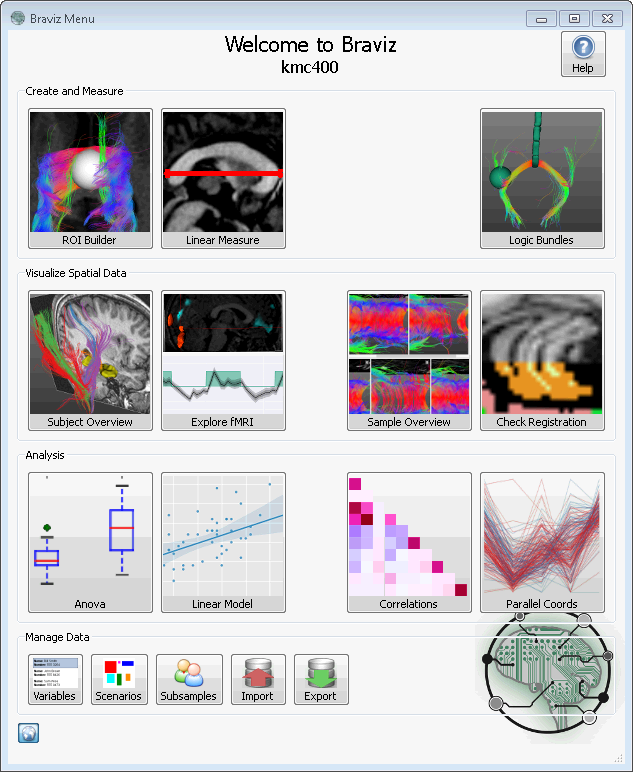 Braviz Menu
Welcome to Braviz
kmc400
Help
Create and Measure
ROI Builder
Linear Measure
Logic Bundles
Visualize Spatial Data
Subject Overview
Explore fMRI
Sample Overview
Check Registration
Analysis
Anova
Linear Model
Correlations
Parallel Coords
Manage Data
Variables
Scenarios
Subsamples
Import
Export